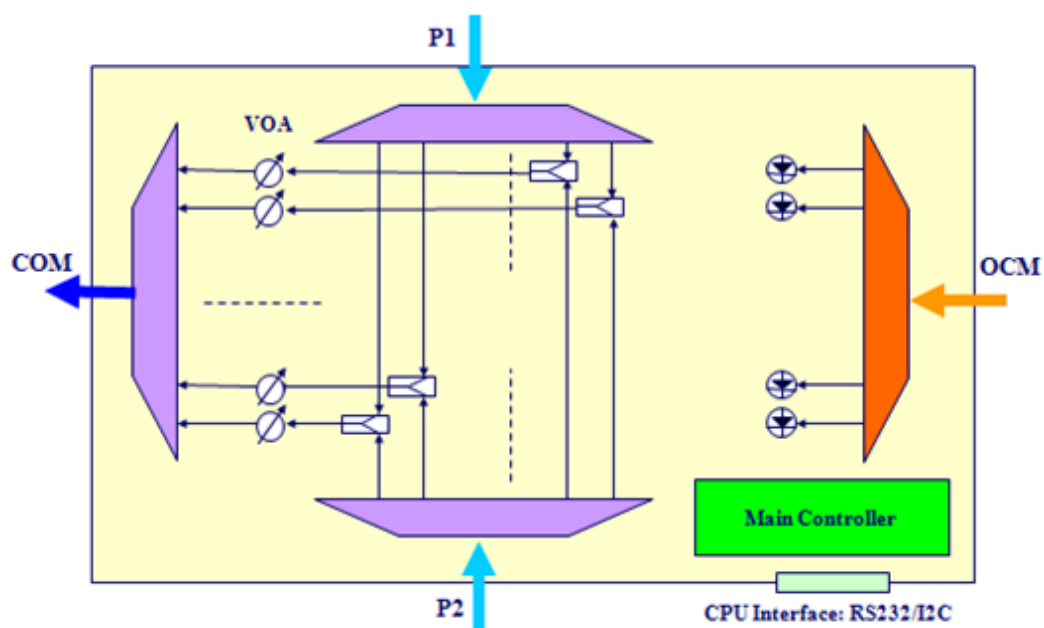 P1
VOA
COM
OCM
Main Controller
P2
CPU Interface: RS232/I2C